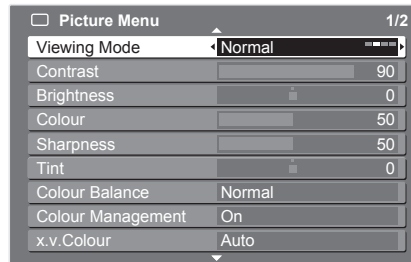 Picture Menu 1/2
Viewing Mode Normal
Contrast 90
Brightness 0
Colour 50
Sharpness 50
Tint 0
Colour Balance Normal
Colour Management On
x.v.Colour Auto